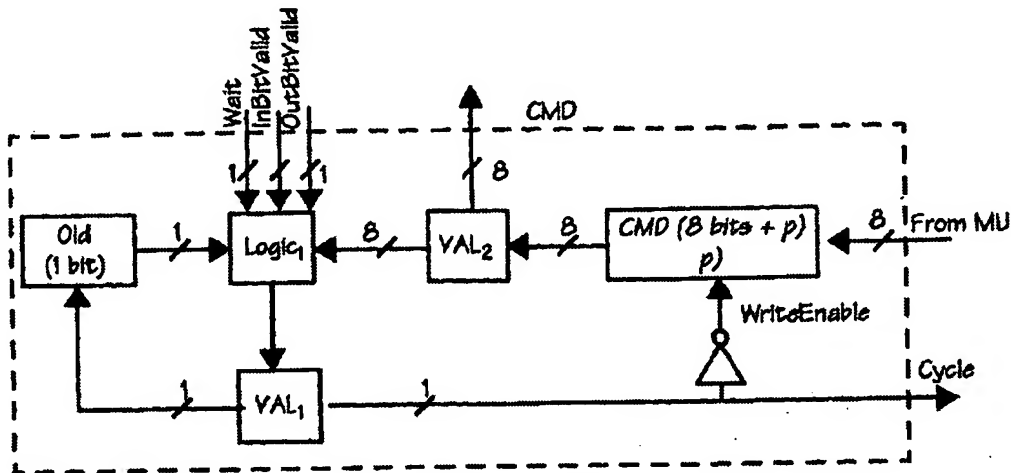 Wait
InBitValid
OutBitValid
CMD
1
1
8
Old
(1 bit)
1
Logic₁
8
VAL₂
8
CMD (8 bits + p)
p)
8
From MU
WriteEnable
1
VAL₁
1
Cycle